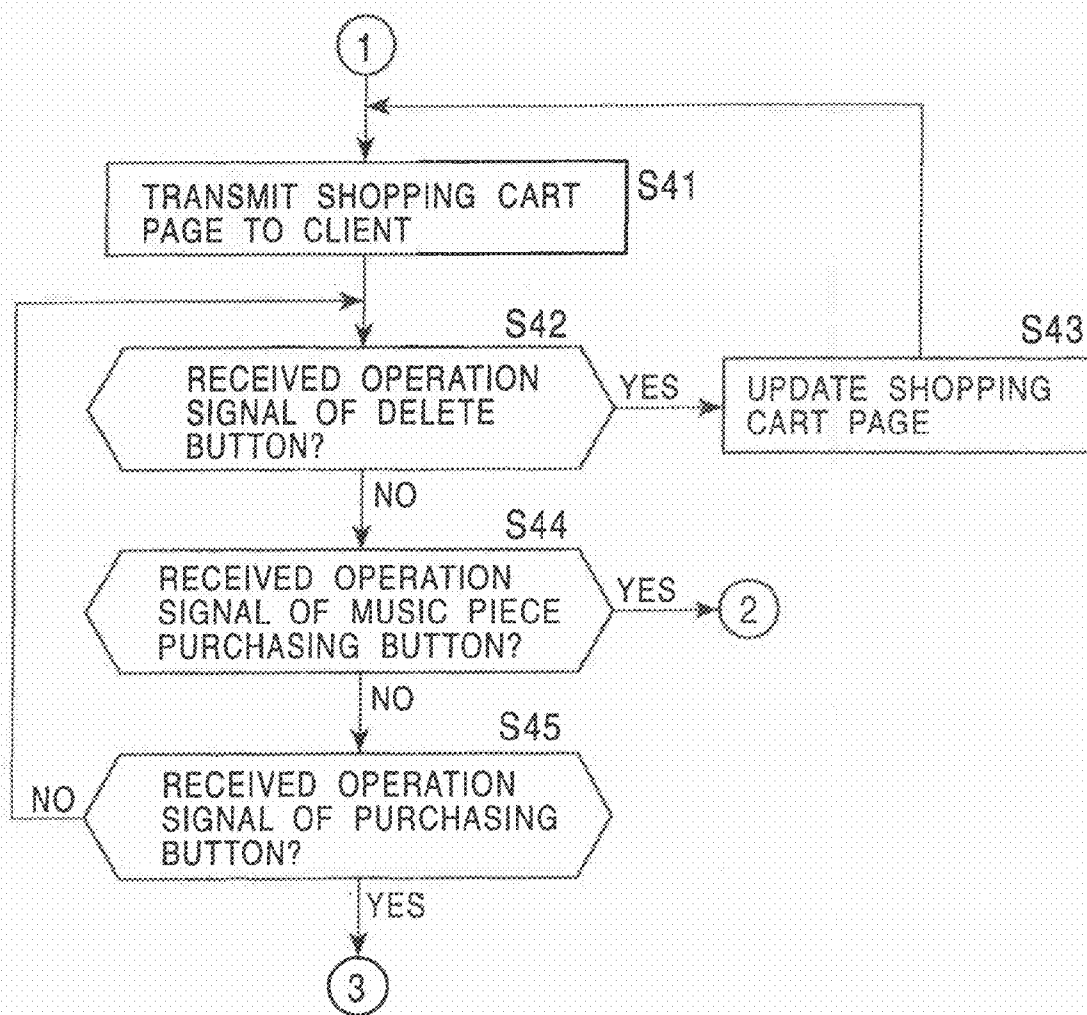 1
TRANSMIT SHOPPING CART
PAGE TO CLIENT
S41
S42
RECEIVED OPERATION
SIGNAL OF DELETE
BUTTON?
YES
S43
UPDATE SHOPPING
CART PAGE
NO
S44
RECEIVED OPERATION
SIGNAL OF MUSIC PIECE
PURCHASING BUTTON?
YES
2
NO
S45
RECEIVED OPERATION
SIGNAL OF PURCHASING
BUTTON?
NO
YES
3